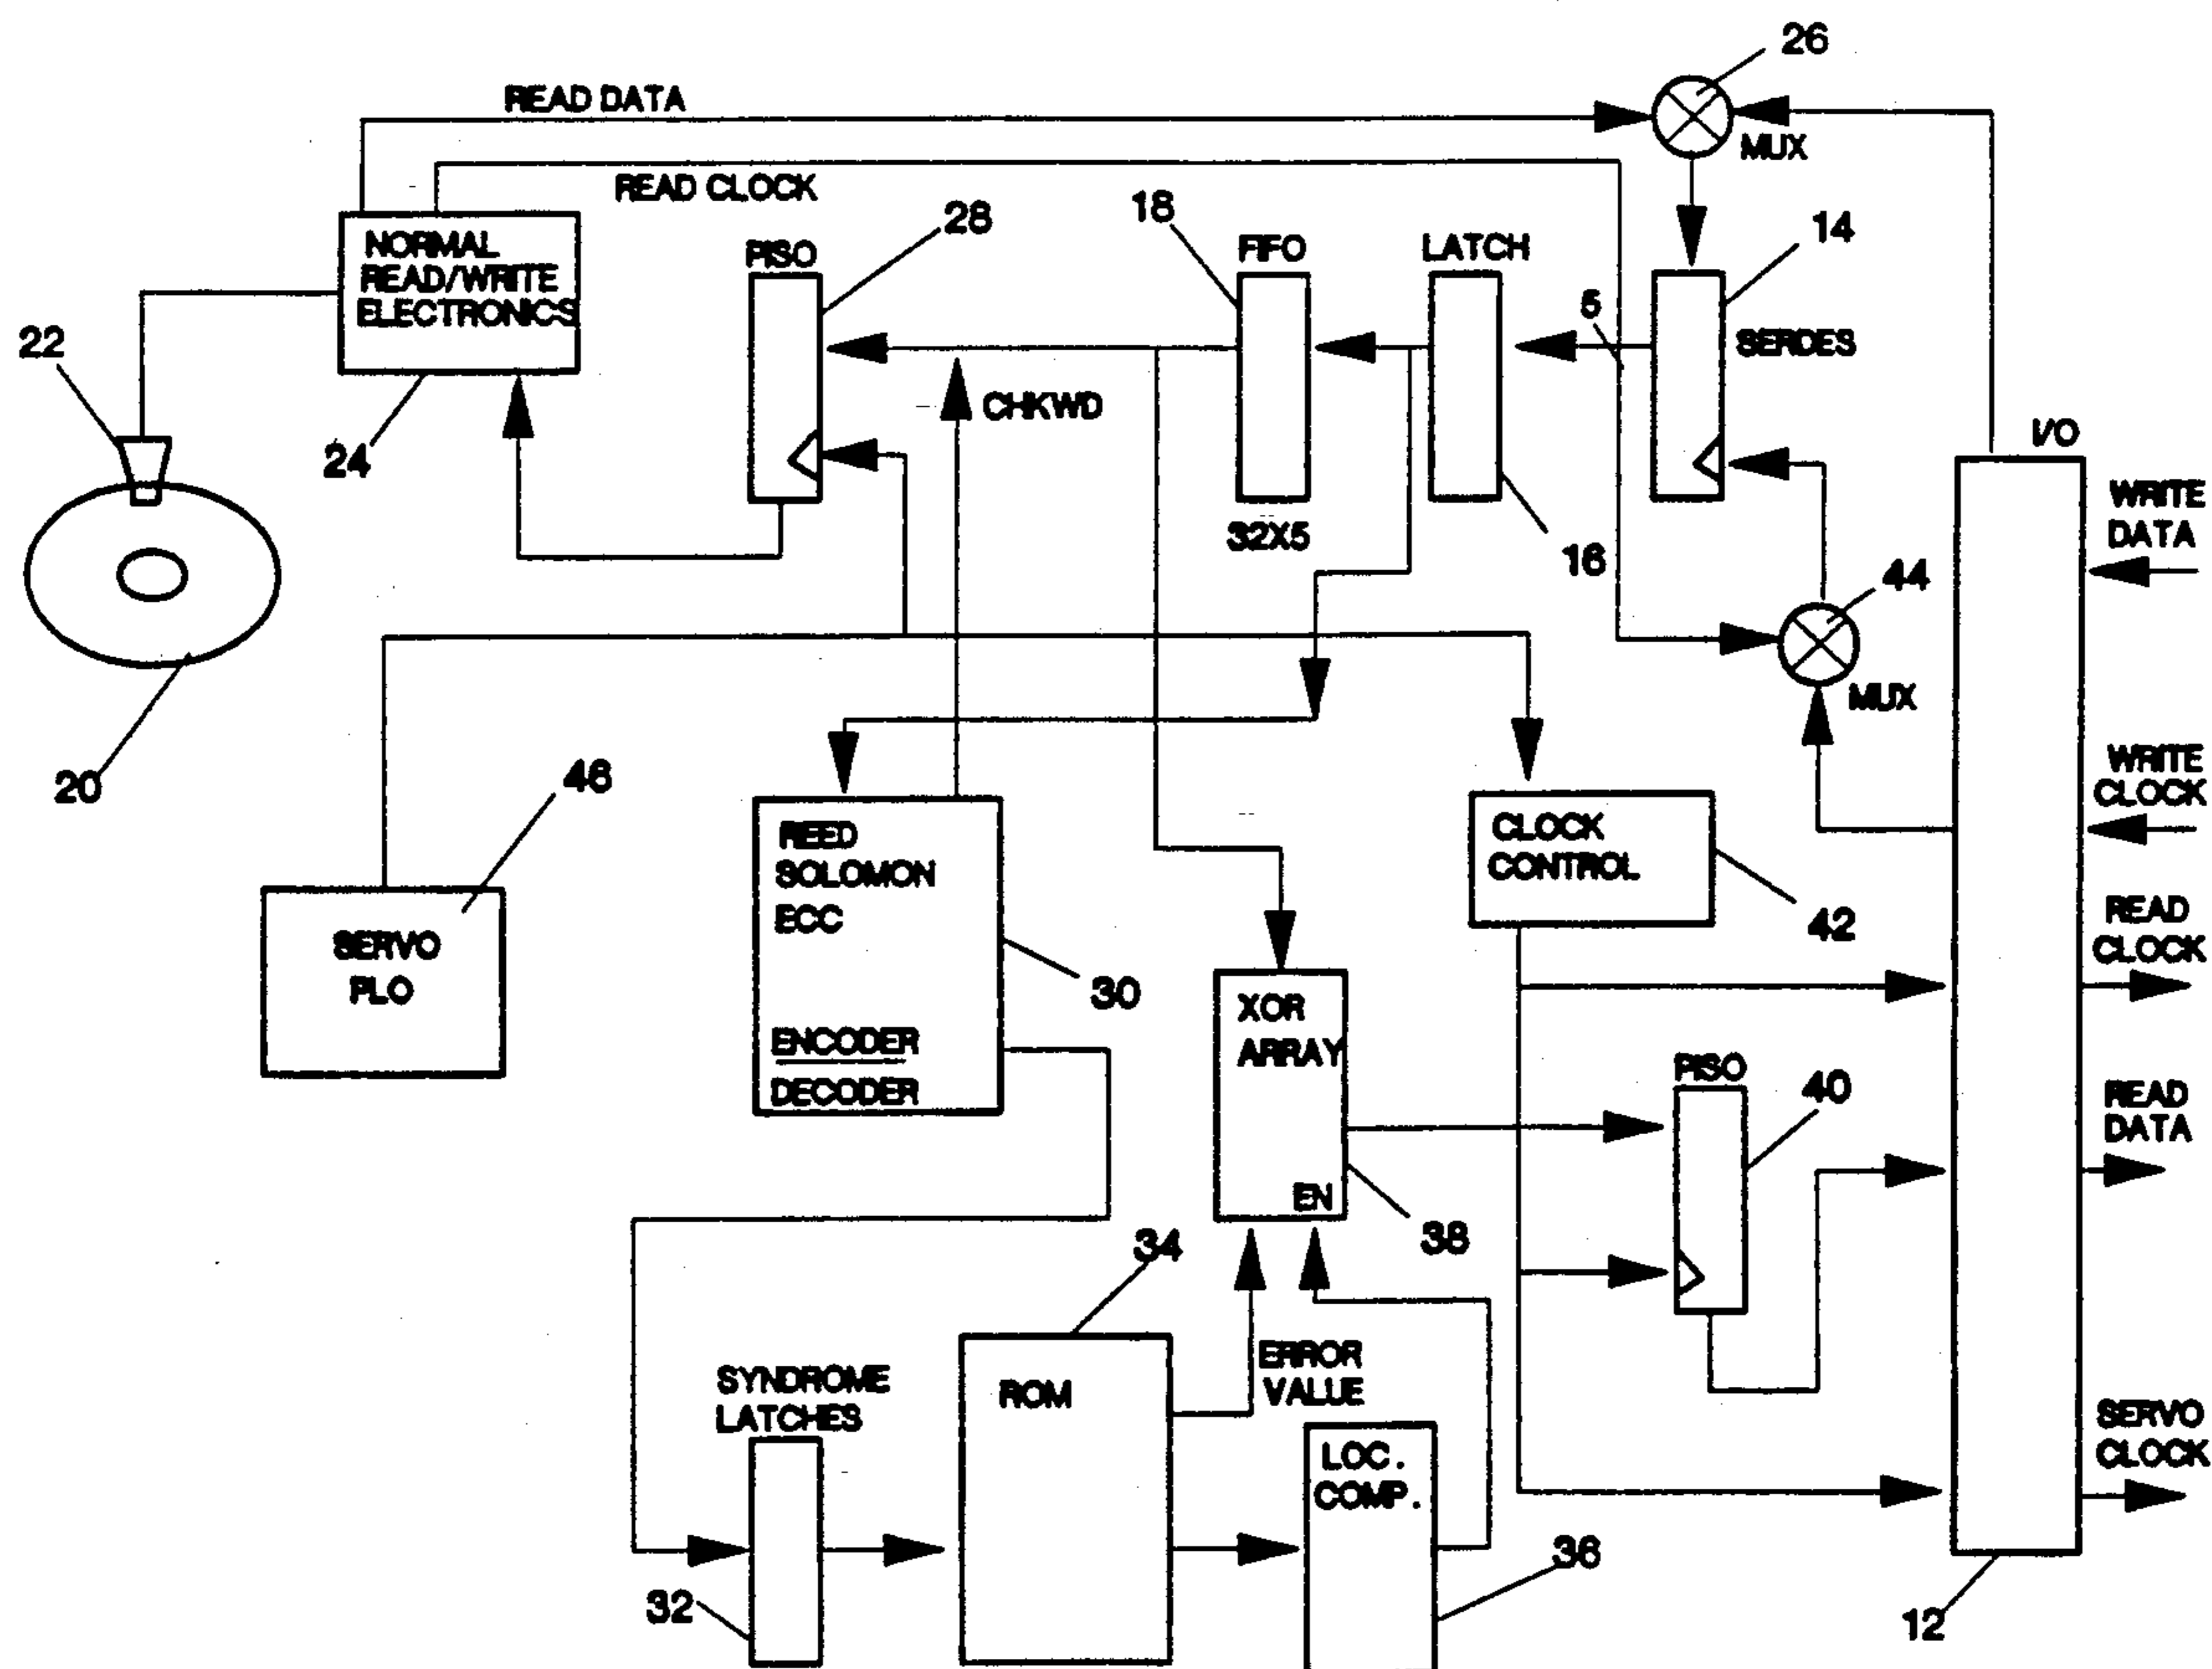 26
READ DATA
MUX
READ CLOCK
NORMAL
READ/WRITE
ELECTRONICS
28
PISO
18
FIFO
LATCH
14
5
SERDES
22
24
CHKWD
32X5
16
I/O
WRITE
DATA
44
MUX
20
46
WRITE
CLOCK
REED
SOLOMON
ECC
ENCODER
DECODER
30
CLOCK
CONTROL
42
READ
CLOCK
SERVO
PLO
XOR
ARRAY
EN
38
PISO
40
READ
DATA
34
ERROR
VALUE
SYNDROME
LATCHES
ROM
LOC.
COMP.
SERVO
CLOCK
32
36
12